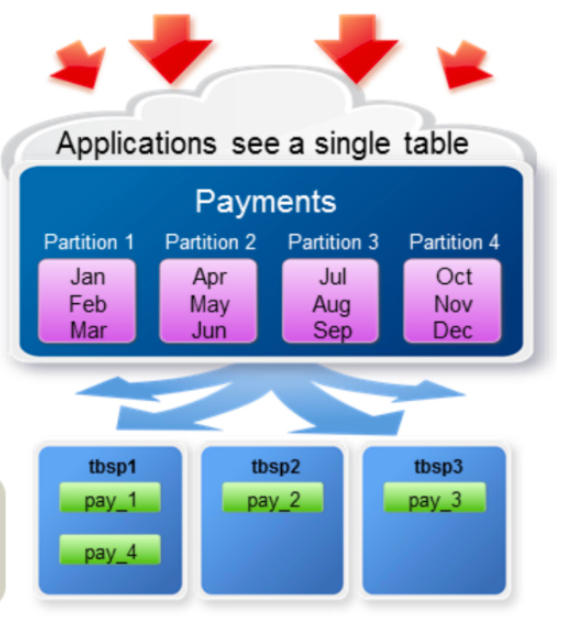 Applications see a single table
Payments
Partition 1 Partition 2 Partition 3 Partition 4
Jan Apr Jul Oct
Feb May Aug Nov
Mar Jun Sep Dec
tbsp1 tbsp2 tbsp3
pay_1 pay_2 pay_3
pay_4